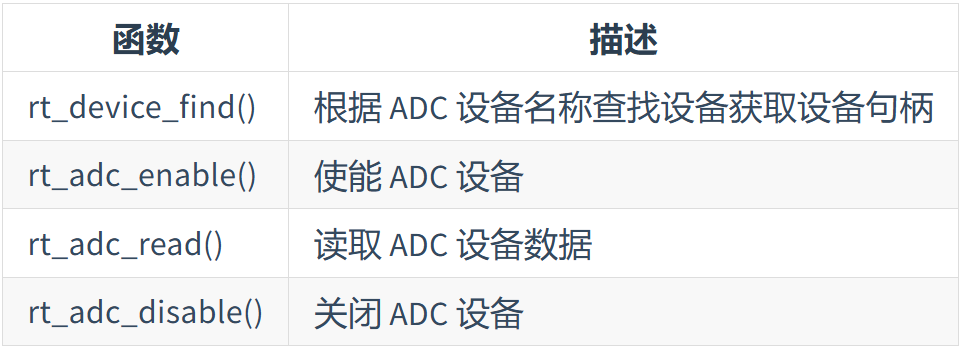 函数 描述
rt_device_find() 根据 ADC 设备名称查找设备获取设备句柄
rt_adc_enable() 使能 ADC 设备
rt_adc_read() 读取 ADC 设备数据
rt_adc_disable() 关闭 ADC 设备